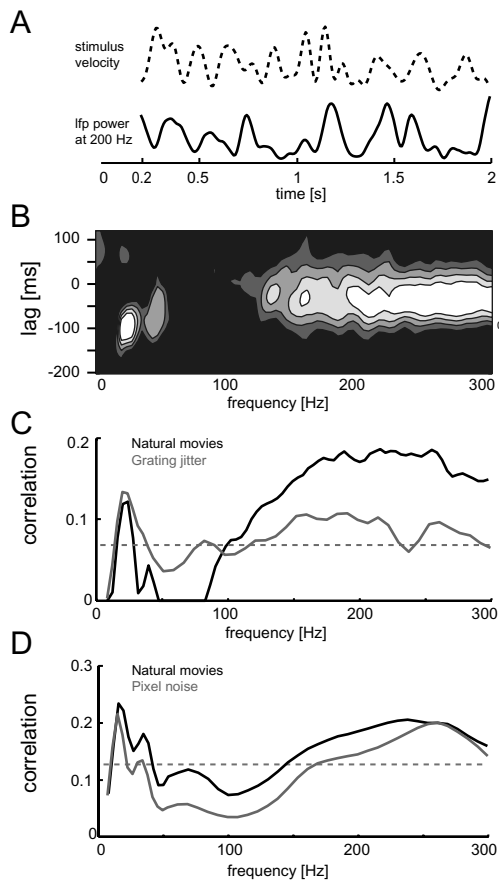 A
stimulus
velocity
lfp power
at 200 Hz
0 0.2 0.5 1 1.5 2
time [s]
B
lag [ms]
100
0
-100
-200
0 100 200 300
frequency [Hz]
C
correlation
0.2
0.1
0
Natural movies
Grating jitter
0 100 200 300
frequency [Hz]
D
correlation
0.3
0.2
0.1
0
Natural movies
Pixel noise
0 100 200 300
frequency [Hz]